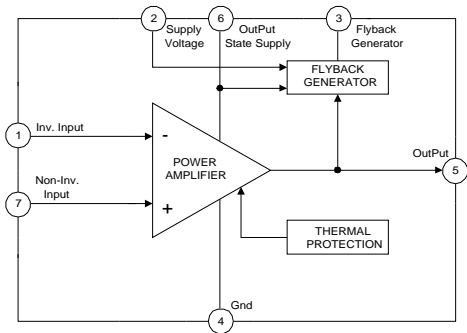 2
6
3
Supply
Voltage
OutPut
State Supply
Flyback
Generator
FLYBACK
GENERATOR
1
Inv. Input
-
POWER
AMPLIFIER
OutPut
5
Non-Inv.
Input
7
+
THERMAL
PROTECTION
Gnd
4